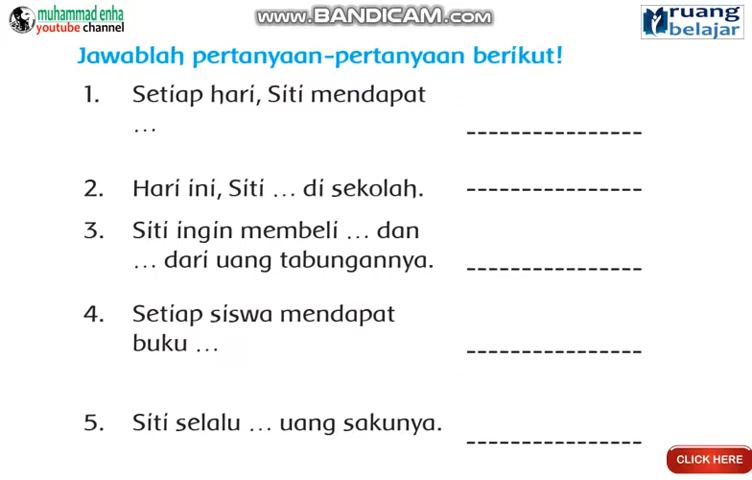 muhammad enha
youtube channel
www.BANDICAM.com
ruang
belajar
Jawablah pertanyaan-pertanyaan berikut!
1. Setiap hari, Siti mendapat
... ----------------
2. Hari ini, Siti ... di sekolah. ----------------
3. Siti ingin membeli ... dan
... dari uang tabungannya. ----------------
4. Setiap siswa mendapat
buku ... ----------------
5. Siti selalu ... uang sakunya. ----------------
CLICK HERE